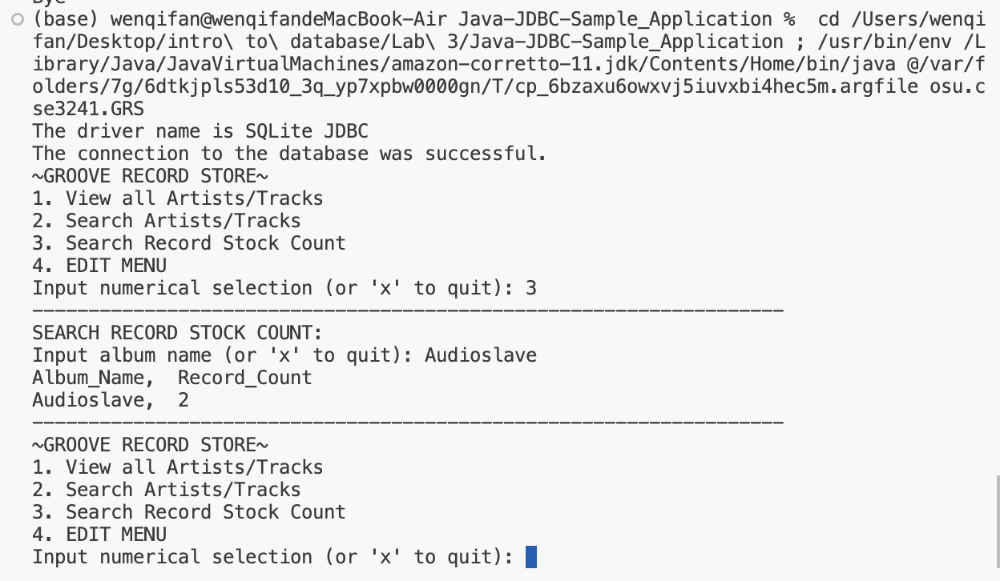 Bye
(base) wenqifan@wenqifandeMacBook-Air Java-JDBC-Sample_Application %  cd /Users/wenqi
fan/Desktop/intro\ to\ database/Lab\ 3/Java-JDBC-Sample_Application ; /usr/bin/env /L
ibrary/Java/JavaVirtualMachines/amazon-corretto-11.jdk/Contents/Home/bin/java @/var/f
olders/7g/6dtkjpls53d10_3q_yp7xpbw0000gn/T/cp_6bzaxu6owxvj5iuvxbi4hec5m.argfile osu.c
se3241.GRS
The driver name is SQLite JDBC
The connection to the database was successful.
~GROOVE RECORD STORE~
1. View all Artists/Tracks
2. Search Artists/Tracks
3. Search Record Stock Count
4. EDIT MENU
Input numerical selection (or 'x' to quit): 3
-------------------------------------------------------------------
SEARCH RECORD STOCK COUNT:
Input album name (or 'x' to quit): Audioslave
Album_Name,  Record_Count
Audioslave,  2
-------------------------------------------------------------------
~GROOVE RECORD STORE~
1. View all Artists/Tracks
2. Search Artists/Tracks
3. Search Record Stock Count
4. EDIT MENU
Input numerical selection (or 'x' to quit):